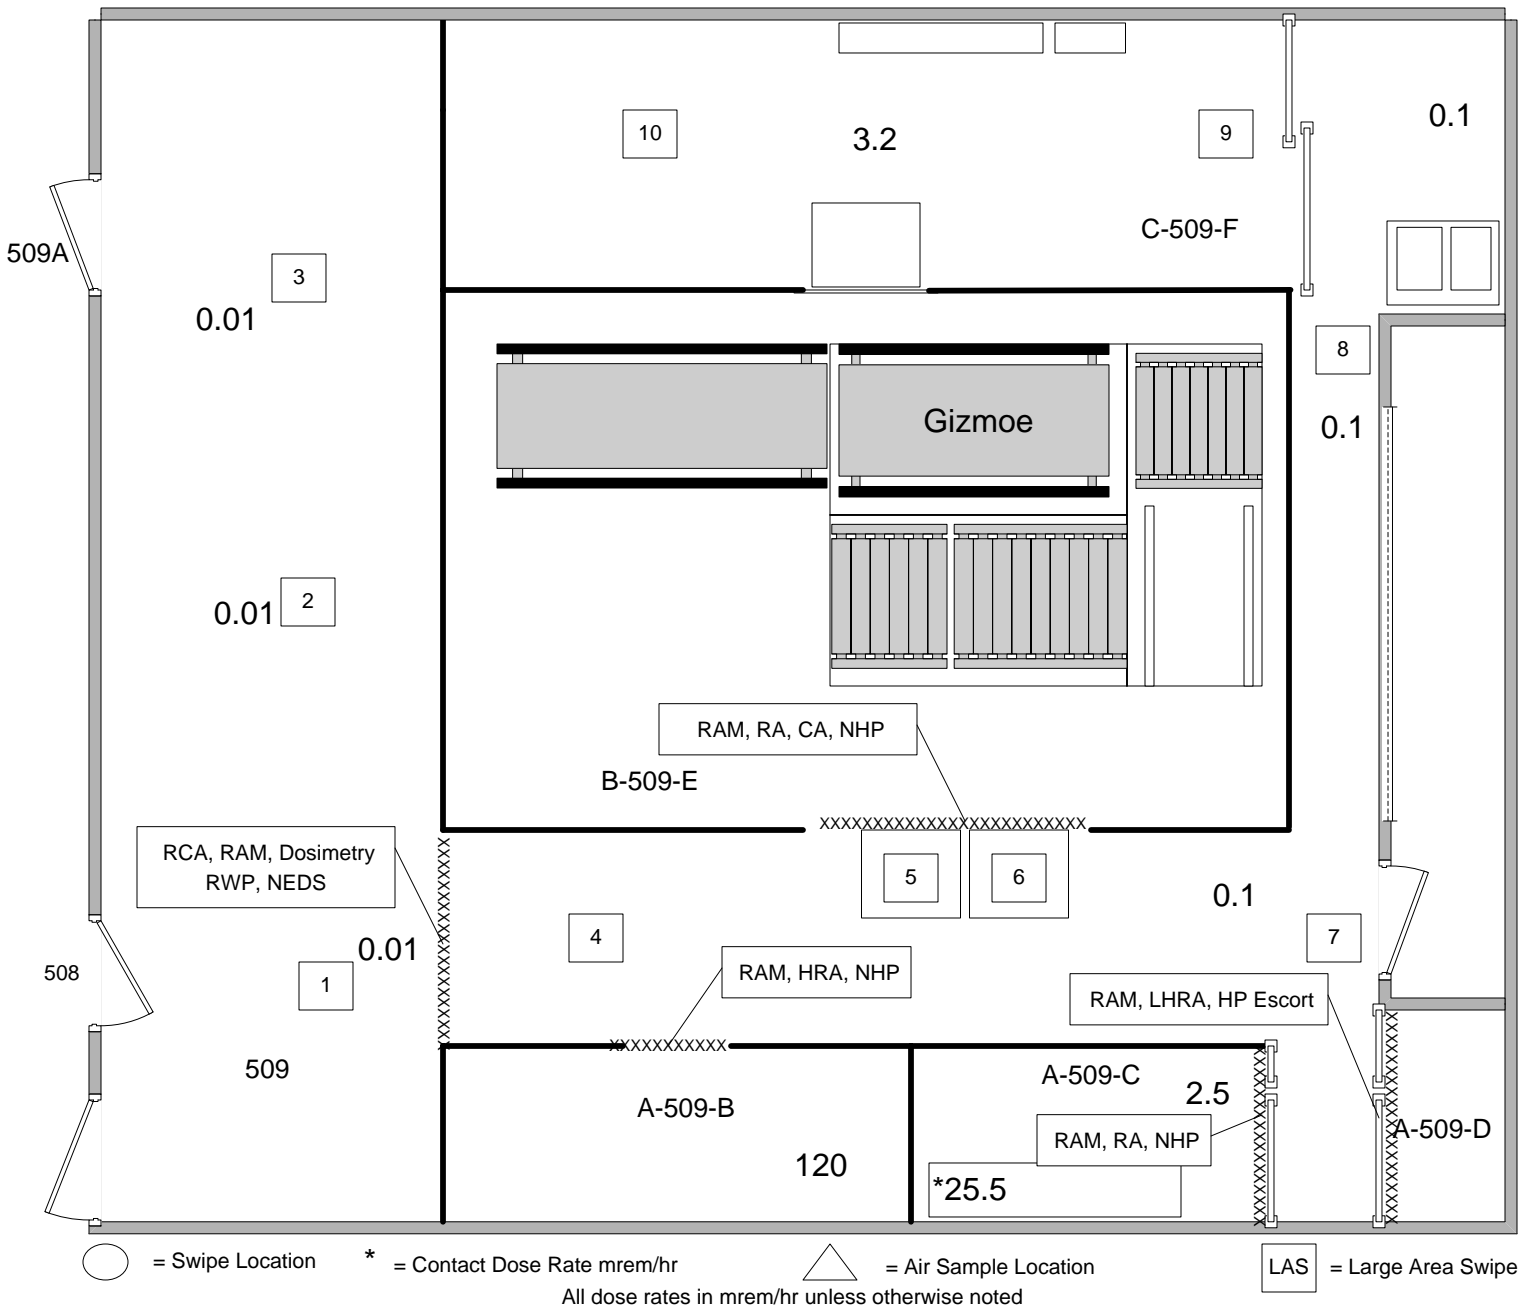 10
3.2
9
0.1
C-509-F
509A
3
0.01
8
Gizmoe
0.1
2
0.01
RAM, RA, CA, NHP
B-509-E
XXXXXXXXXXXXXXXXXXXXXXXX
RCA, RAM, Dosimetry
RWP, NEDS
5
6
0.1
4
7
0.01
508
1
RAM, HRA, NHP
RAM, LHRA, HP Escort
XXXXXXXXXXX
509
A-509-C
2.5
A-509-B
RAM, RA, NHP
A-509-D
120
*25.5
= Swipe Location
* = Contact Dose Rate mrem/hr
= Air Sample Location
LAS = Large Area Swipe
All dose rates in mrem/hr unless otherwise noted